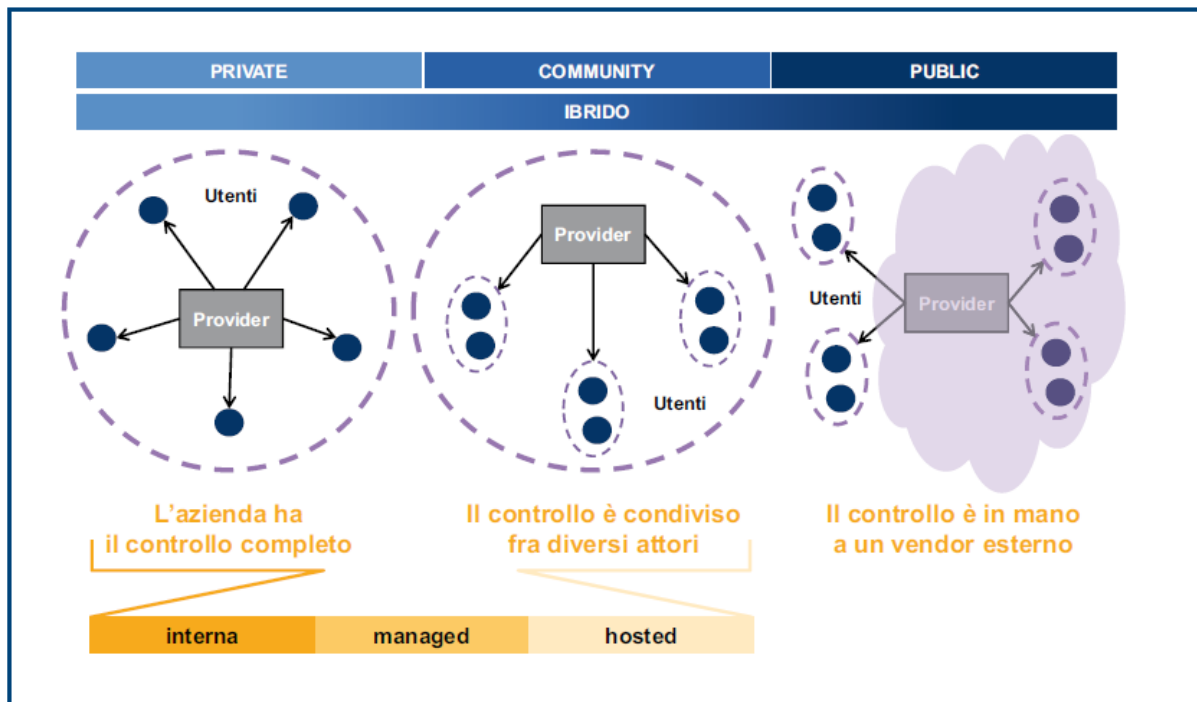 PRIVATE
COMMUNITY
PUBLIC
IBRIDO
Utenti
Provider
Provider
Utenti
Utenti
Provider
L'azienda ha
il controllo completo
Il controllo è condiviso
fra diversi attori
Il controllo è in mano
a un vendor esterno
interna
managed
hosted